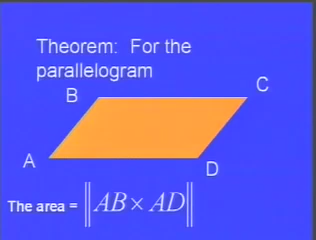 Theorem: For the
parallelogram
B
C
A
D
The area = ‖AB × AD‖